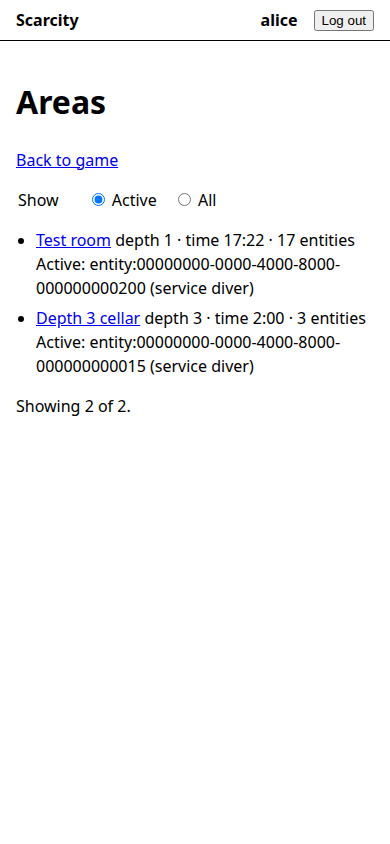 Scarcity alice Log out
Areas
Back to game
Show Active All
Test room depth 1 · time 17:22 · 17 entities
Active: entity:00000000-0000-4000-8000-
000000000200 (service diver)
Depth 3 cellar depth 3 · time 2:00 · 3 entities
Active: entity:00000000-0000-4000-8000-
000000000015 (service diver)
Showing 2 of 2.